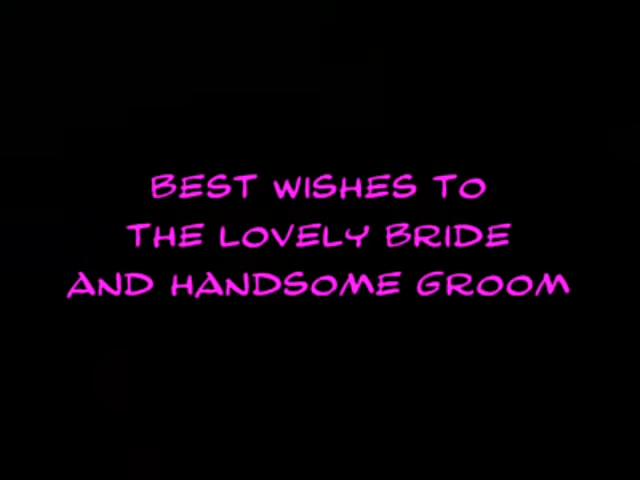 BEST WISHES TO
THE LOVELY BRIDE
AND HANDSOME GROOM